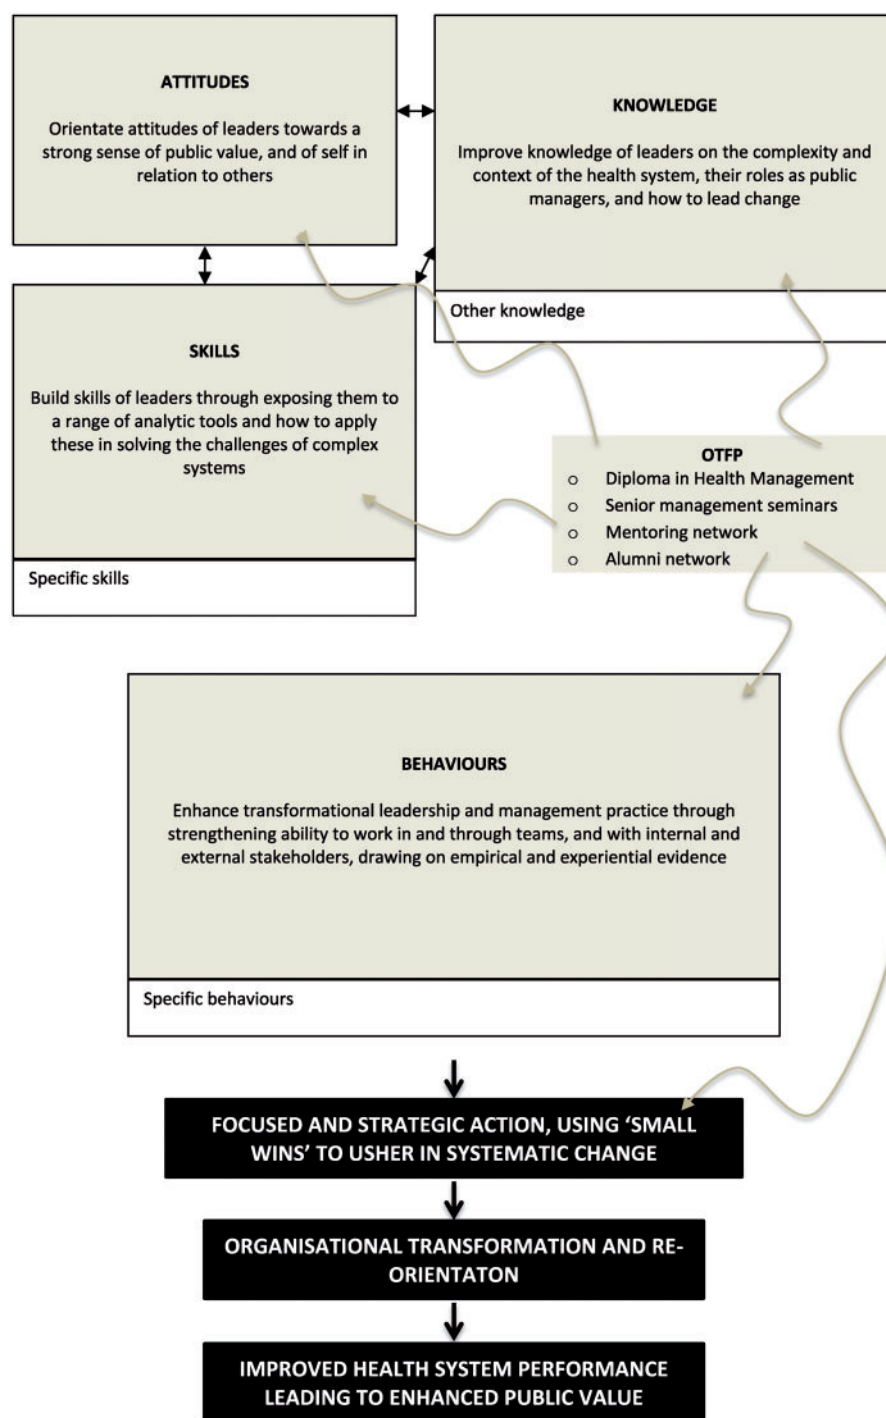 ATTITUDES
Orientate attitudes of leaders towards a
strong sense of public value, and of self in
relation to others
KNOWLEDGE
Improve knowledge of leaders on the complexity and
context of the health system, their roles as public
managers, and how to lead change
Other knowledge
SKILLS
Build skills of leaders through exposing them to
a range of analytic tools and how to apply
these in solving the challenges of complex
systems
Specific skills
OTFP
o Diploma in Health Management
o Senior management seminars
o Mentoring network
o Alumni network
BEHAVIOURS
Enhance transformational leadership and management practice through
strengthening ability to work in and through teams, and with internal and
external stakeholders, drawing on empirical and experiential evidence
Specific behaviours
FOCUSED AND STRATEGIC ACTION, USING ‘SMALL
WINS’ TO USHER IN SYSTEMATIC CHANGE
ORGANISATIONAL TRANSFORMATION AND RE-
ORIENTATON
IMPROVED HEALTH SYSTEM PERFORMANCE
LEADING TO ENHANCED PUBLIC VALUE